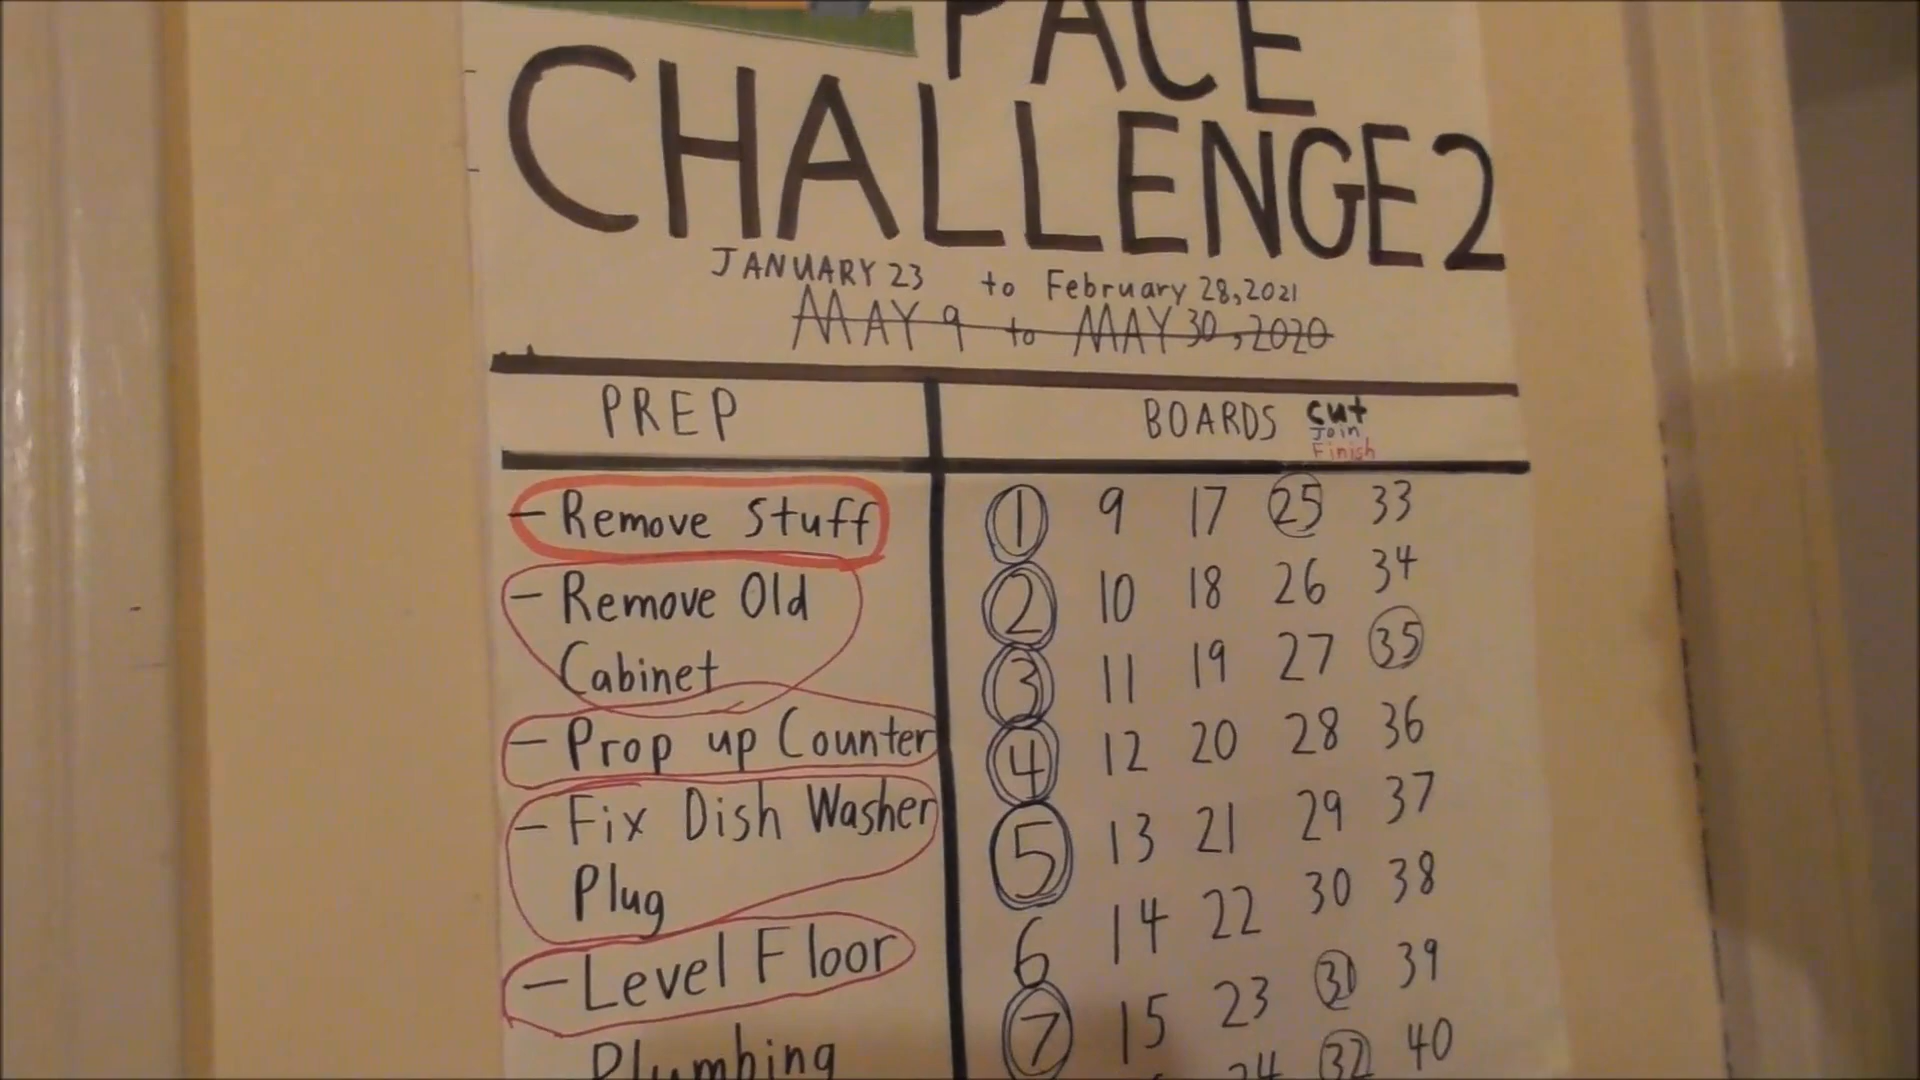 PACE
CHALLENGE 2
JANUARY 23 to February 28, 2021
MAY 9 to MAY 30, 2020
PREP
BOARDS cut
Join
Finish
- Remove Stuff
- Remove Old
Cabinet
- Prop up Counter
- Fix Dish Washer
Plug
- Level Floor
Plumbing
1 9 17 25 33
2 10 18 26 34
3 11 19 27 35
4 12 20 28 36
5 13 21 29 37
6 14 22 30 38
7 15 23 31 39
24 32 40